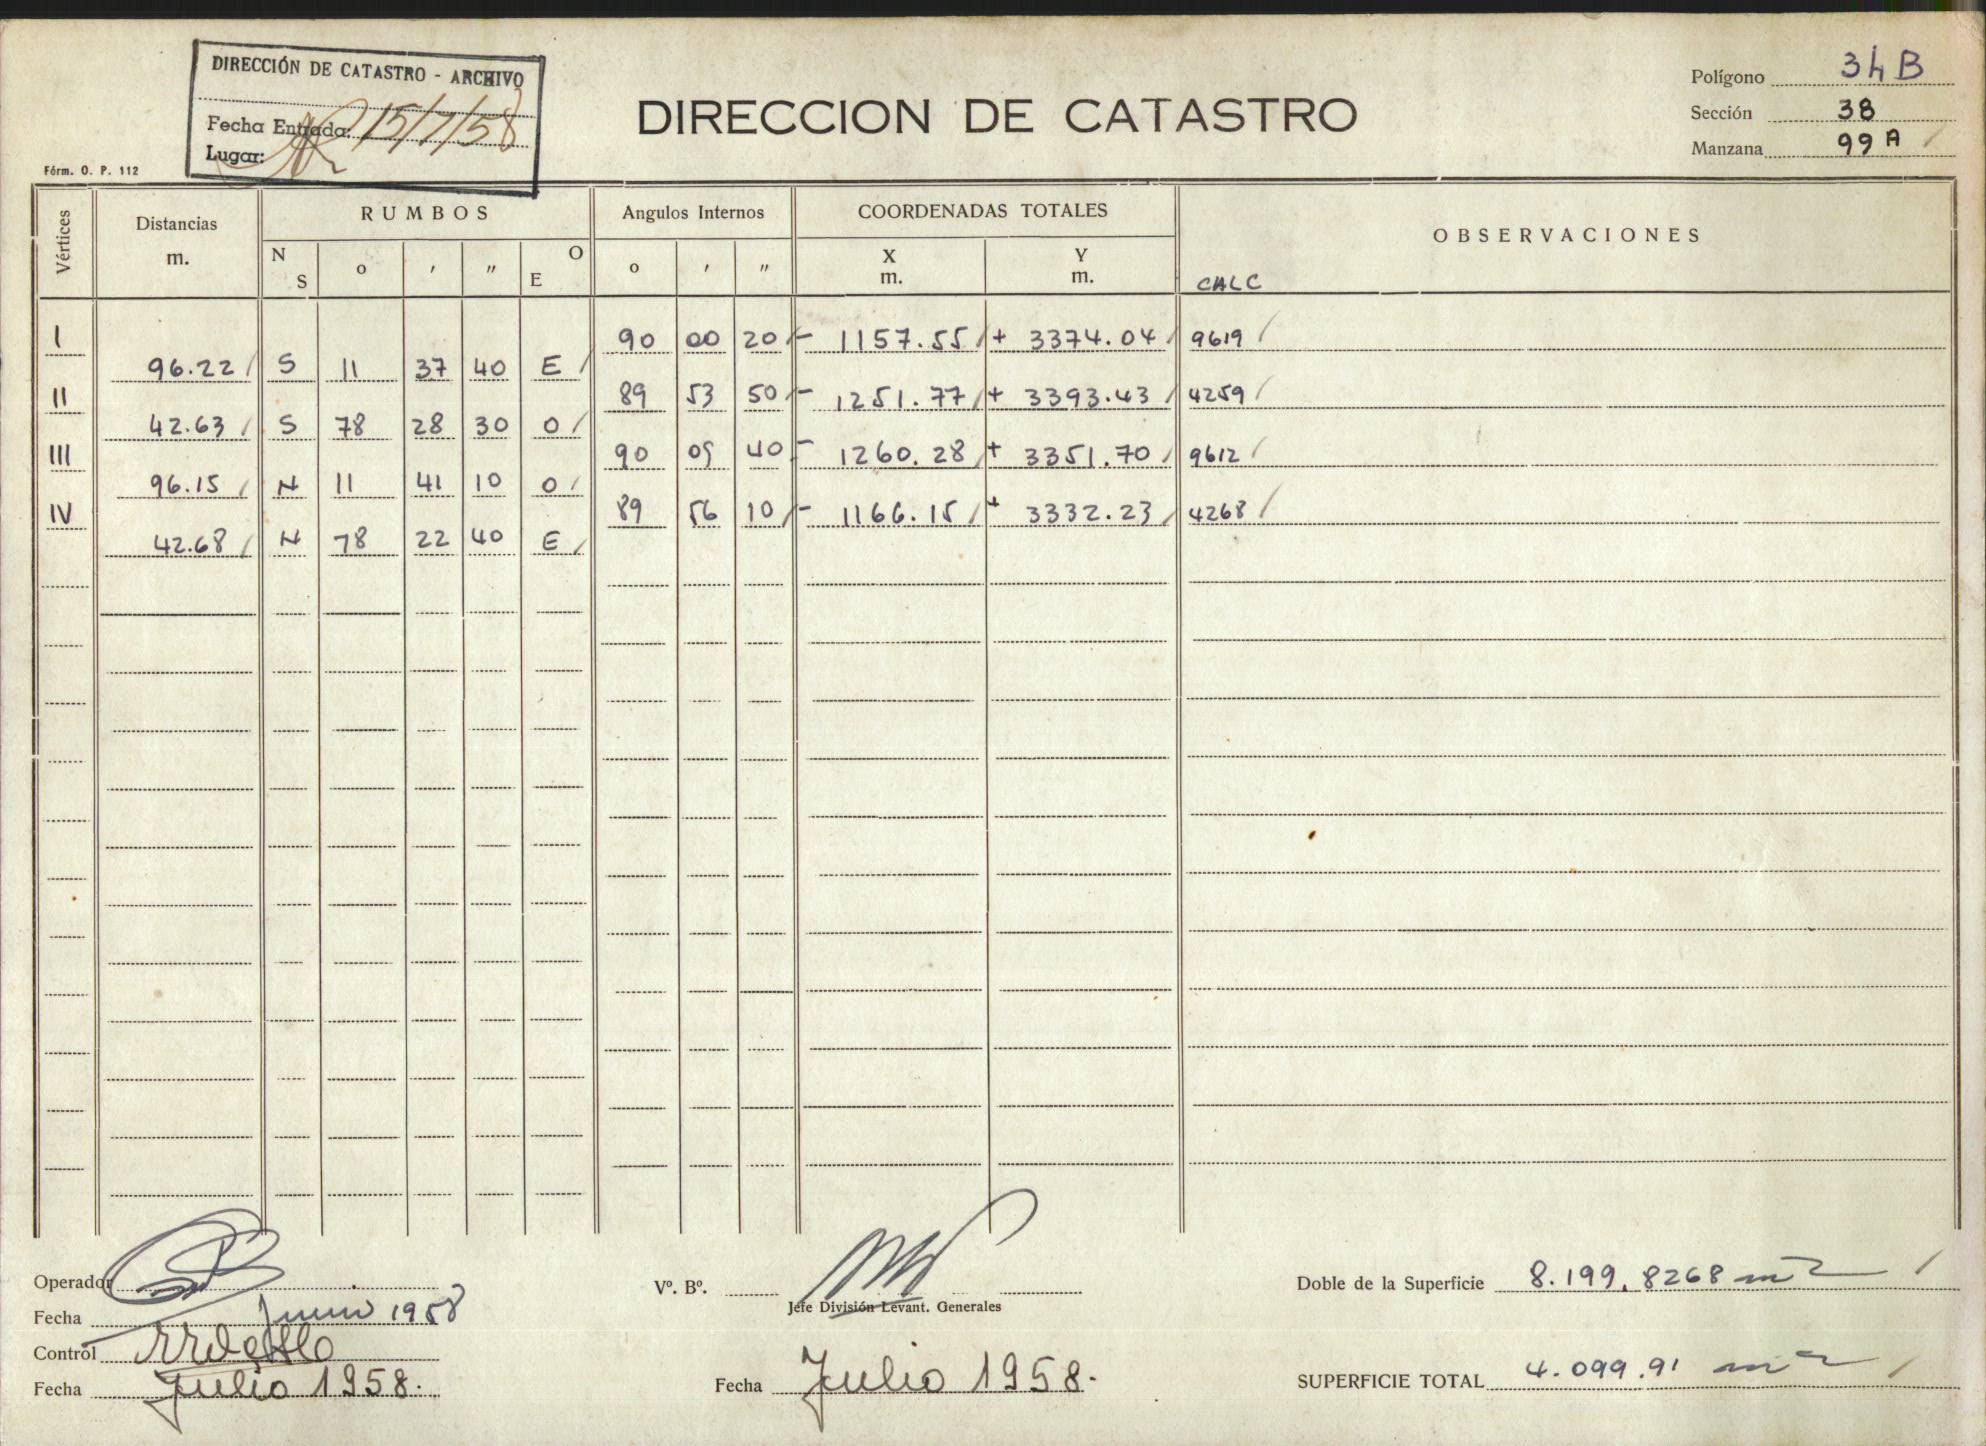 DIRECCIÓN DE CATASTRO - ARCHIVO
Fecha Entrada: 15/7/58
Lugar:
DIRECCION DE CATASTRO
Polígono 34 B
Sección 38
Manzana 99 A
Fórm. O. P. 112
Vértices Distancias m. RUMBOS Angulos Internos COORDENADAS TOTALES OBSERVACIONES
N S o ' " O E o ' " X m. Y m. CALC
I 90 00 20 - 1157.55 + 3374.04 9619
96.22 S 11 37 40 E
II 89 53 50 - 1251.77 + 3393.43 4259
42.63 S 78 28 30 O
III 90 09 40 - 1260.28 + 3351.70 9612
96.15 N 11 41 10 O
IV 89 56 10 - 1166.15 + 3332.23 4268
42.68 N 78 22 40 E
Operador
Fecha Junio 1958
Control
Fecha Julio 1958.
Vº. Bº.
Jefe División Levant. Generales
Fecha Julio 1958.
Doble de la Superficie 8.199.8268 m2
SUPERFICIE TOTAL 4.099.91 m2